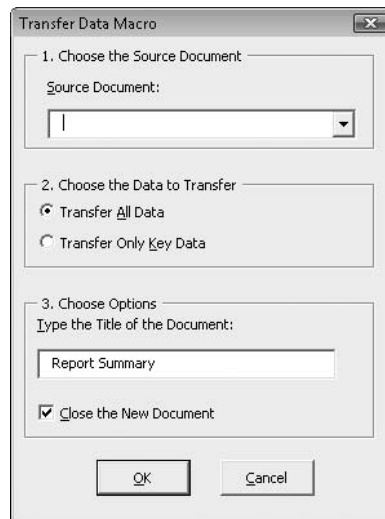 Transfer Data Macro
1. Choose the Source Document
Source Document:
2. Choose the Data to Transfer
Transfer All Data
Transfer Only Key Data
3. Choose Options
Type the Title of the Document:
Report Summary
Close the New Document
OK
Cancel